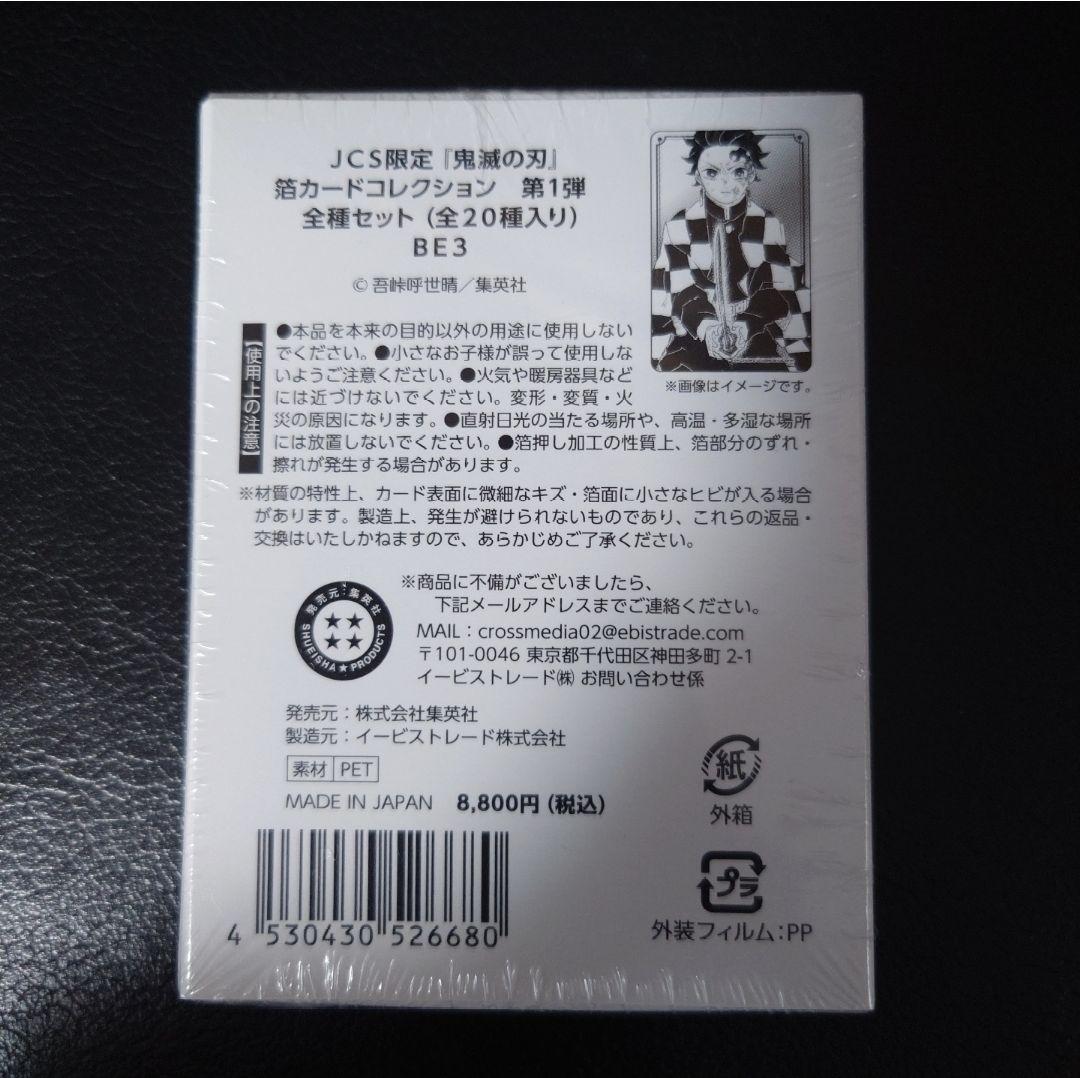 JCS限定『鬼滅の刃』
箔カードコレクション　第1弾
全種セット（全20種入り）
BE3
© 吾峠呼世晴／集英社
※画像はイメージです。
【使用上の注意】
●本品を本来の目的以外の用途に使用しない
でください。●小さなお子様が誤って使用しな
いようご注意ください。●火気や暖房器具など
には近づけないでください。変形・変質・火
災の原因になります。●直射日光の当たる場所や、高温・多湿な場所
には放置しないでください。●箔押し加工の性質上、箔部分のずれ・
擦れが発生する場合があります。
※材質の特性上、カード表面に微細なキズ・箔面に小さなヒビが入る場合
があります。製造上、発生が避けられないものであり、これらの返品・
交換はいたしかねますので、あらかじめご了承ください。
発売元：集英社
SHUEISHA★PRODUCTS
※商品に不備がございましたら、
下記メールアドレスまでご連絡ください。
MAIL：crossmedia02@ebistrade.com
〒101-0046 東京都千代田区神田多町 2-1
イービストレード㈱ お問い合わせ係
発売元：株式会社集英社
製造元：イービストレード株式会社
素材 PET
MADE IN JAPAN 8,800円（税込）
紙
外箱
プラ
外装フィルム：PP
4 530430 526680